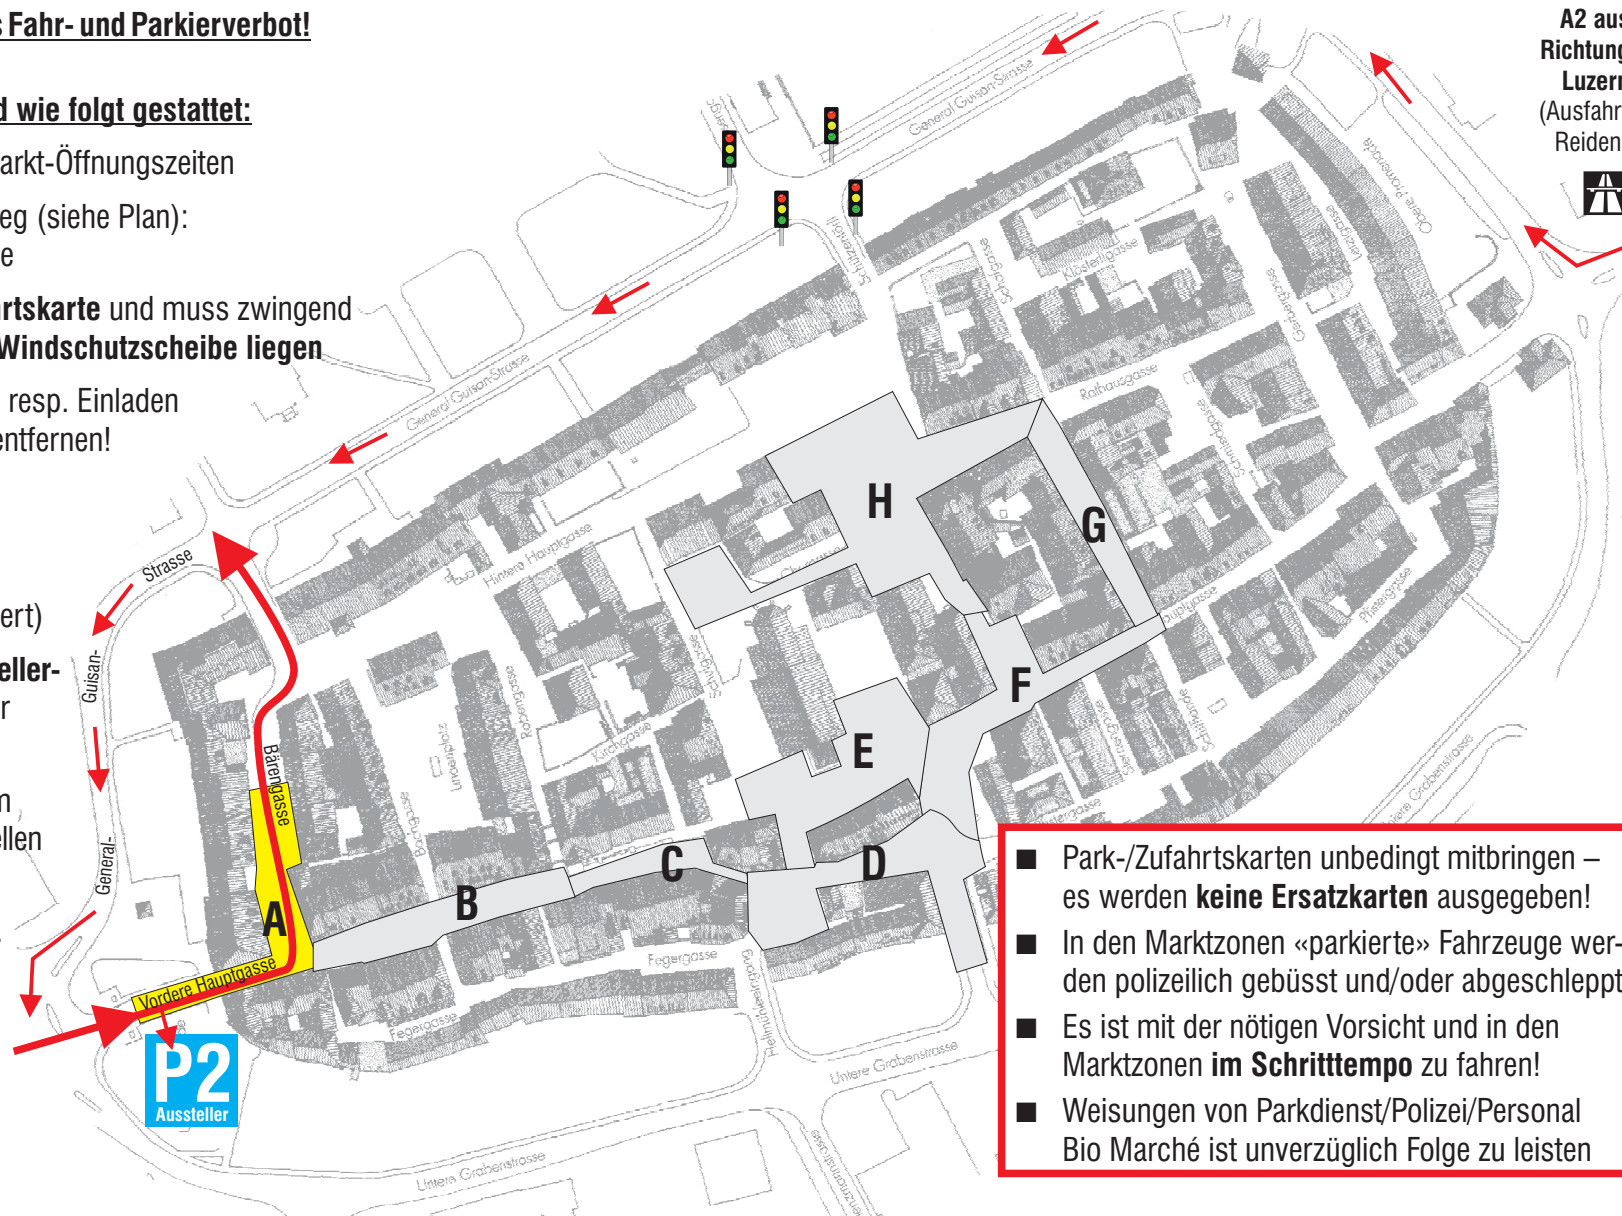 s Fahr- und Parkierverbot!
d wie folgt gestattet:
arkt-Öffnungszeiten
eg (siehe Plan):
e
rtskarte und muss zwingend
Windschutzscheibe liegen
resp. Einladen
entfernen!
ert)
eller-
r
m
ellen
A2 aus
Richtung
Luzern
(Ausfahr
Reiden
General Guisan-Strasse
General Guisan-Strasse
Strasse
Guisan-
General-
Schützenörtli
Schulgasse
Klösterligasse
Gerbergasse
Obere Promenade
Rathausgasse
Schmiedgasse
Hintere Hauptgasse
Pfistergasse
Kirchgasse
Lindenplatz
Bärengasse
Vordere Hauptgasse
Fegergasse
Fegergasse
Untere Grabenstrasse
Untere Grabenstrasse
A
B
C
D
E
F
G
H
P2
Aussteller
■ Park-/Zufahrtskarten unbedingt mitbringen –
es werden keine Ersatzkarten ausgegeben!
■ In den Marktzonen «parkierte» Fahrzeuge wer-
den polizeilich gebüsst und/oder abgeschleppt
■ Es ist mit der nötigen Vorsicht und in den
Marktzonen im Schritttempo zu fahren!
■ Weisungen von Parkdienst/Polizei/Personal
Bio Marché ist unverzüglich Folge zu leisten